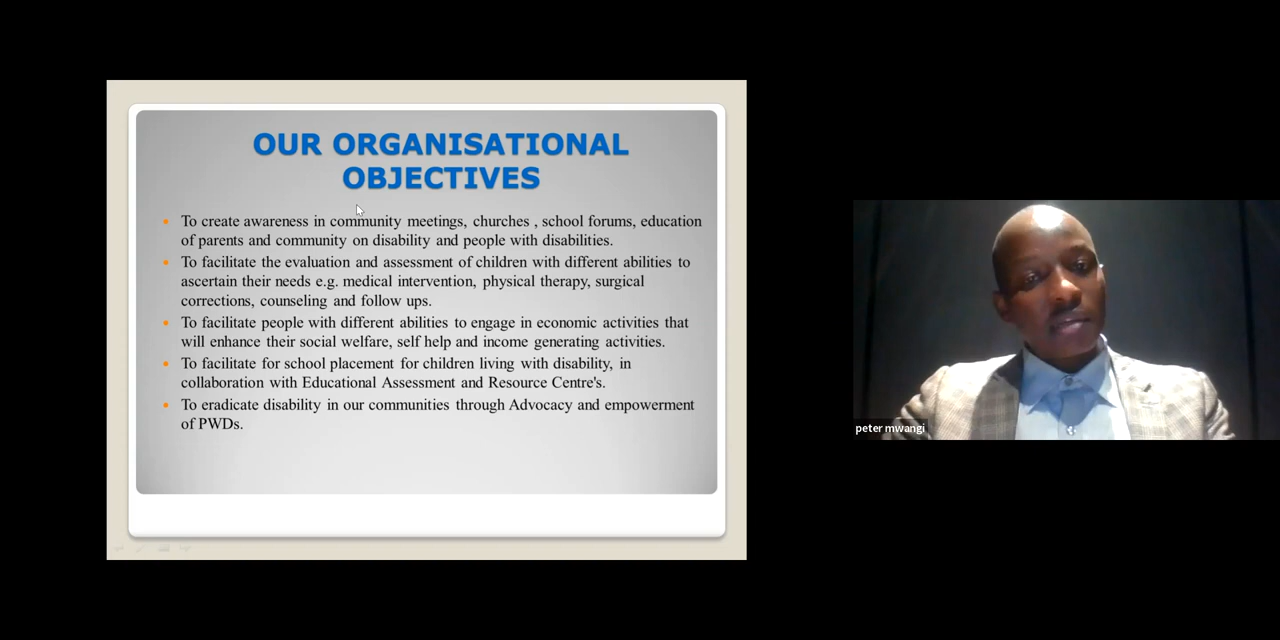 OUR ORGANISATIONAL
OBJECTIVES
To create awareness in community meetings, churches , school forums, education
of parents and community on disability and people with disabilities.
To facilitate the evaluation and assessment of children with different abilities to
ascertain their needs e.g. medical intervention, physical therapy, surgical
corrections, counseling and follow ups.
To facilitate people with different abilities to engage in economic activities that
will enhance their social welfare, self help and income generating activities.
To facilitate for school placement for children living with disability, in
collaboration with Educational Assessment and Resource Centre's.
To eradicate disability in our communities through Advocacy and empowerment
of PWDs.
peter mwangi